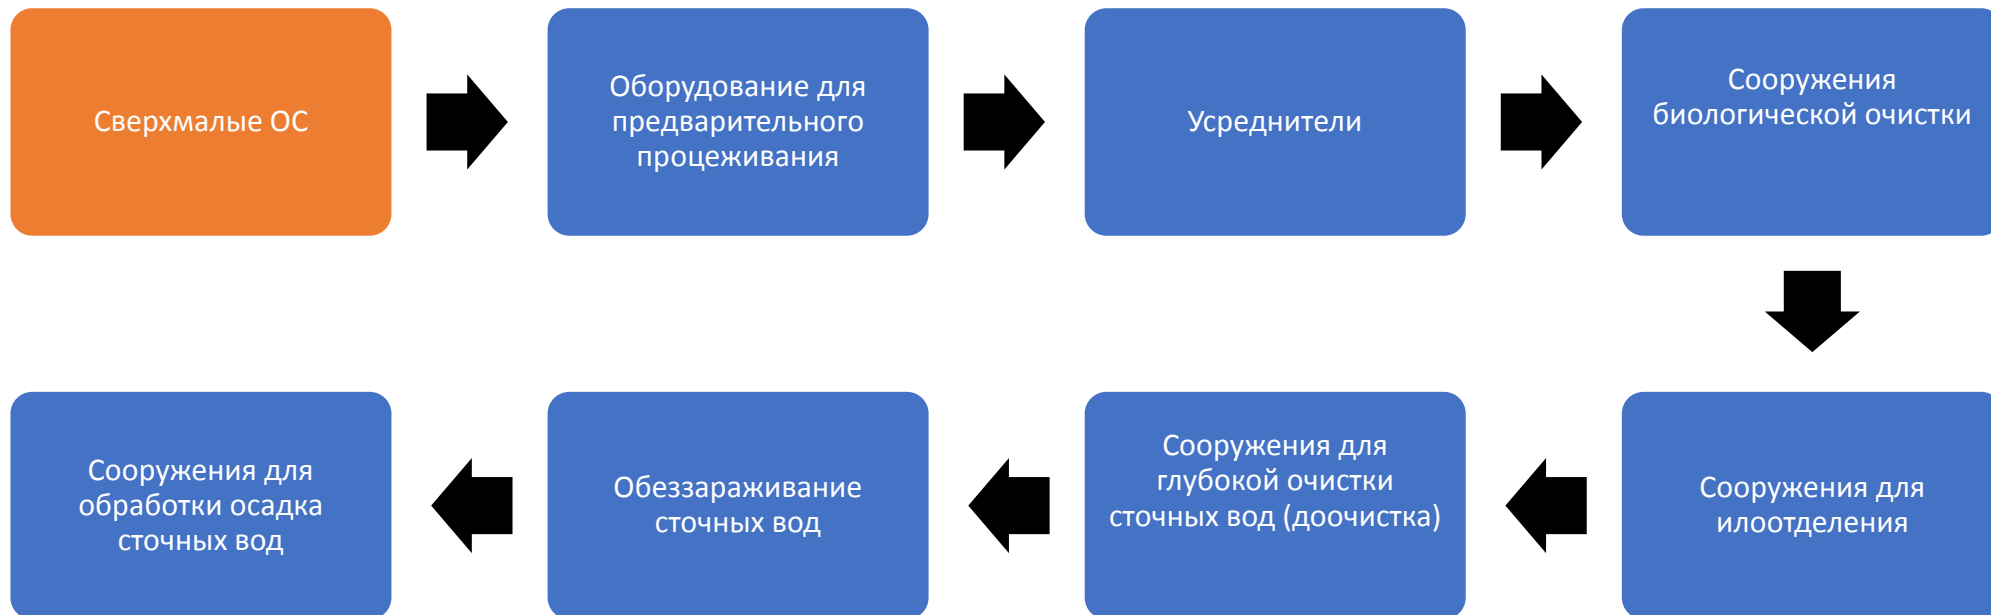 Сверхмалые ОС
Оборудование для
предварительного
процеживания
Усреднители
Сооружения
биологической очистки
Сооружения для
илоотделения
Сооружения для
глубокой очистки
сточных вод (доочистка)
Обеззараживание
сточных вод
Сооружения для
обработки осадка
сточных вод